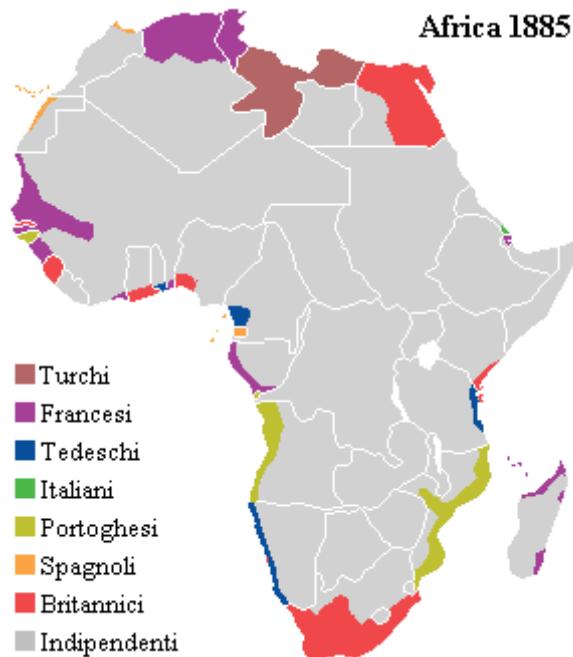 Africa 1885
Turchi
Francesi
Tedeschi
Italiani
Portoghesi
Spagnoli
Britannici
Indipendenti